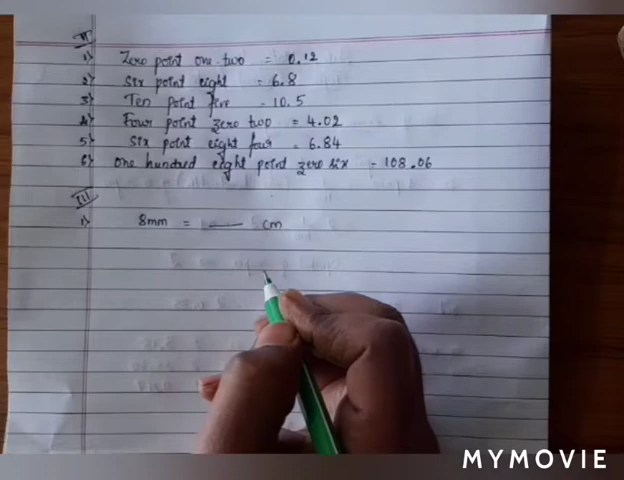 II
1) Zero point one two = 0.12
2) Six point eight = 6.8
3) Ten point five = 10.5
4) Four point zero two = 4.02
5) Six point eight four = 6.84
6) One hundred eight point zero six = 108.06
III
1) 8mm = ___ cm
MYMOVIE